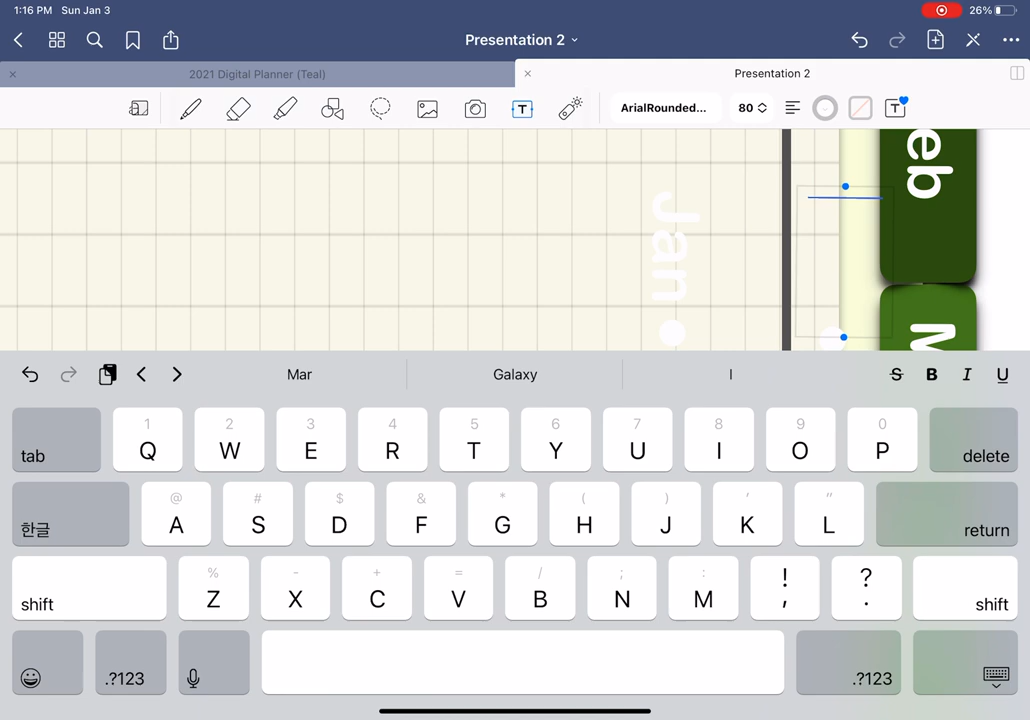 1:16 PM Sun Jan 3
26%
Presentation 2
2021 Digital Planner (Teal)
Presentation 2
T
ArialRounded...
80
T
eb
Jan
M
Mar
Galaxy
I
S B I U
1 2 3 4 5 6 7 8 9 0
tab Q W E R T Y U I O P delete
@ # $ & * ( ) ' "
한글 A S D F G H J K L return
% - + = / ; : ! ?
shift Z X C V B N M , . shift
.?123 .?123